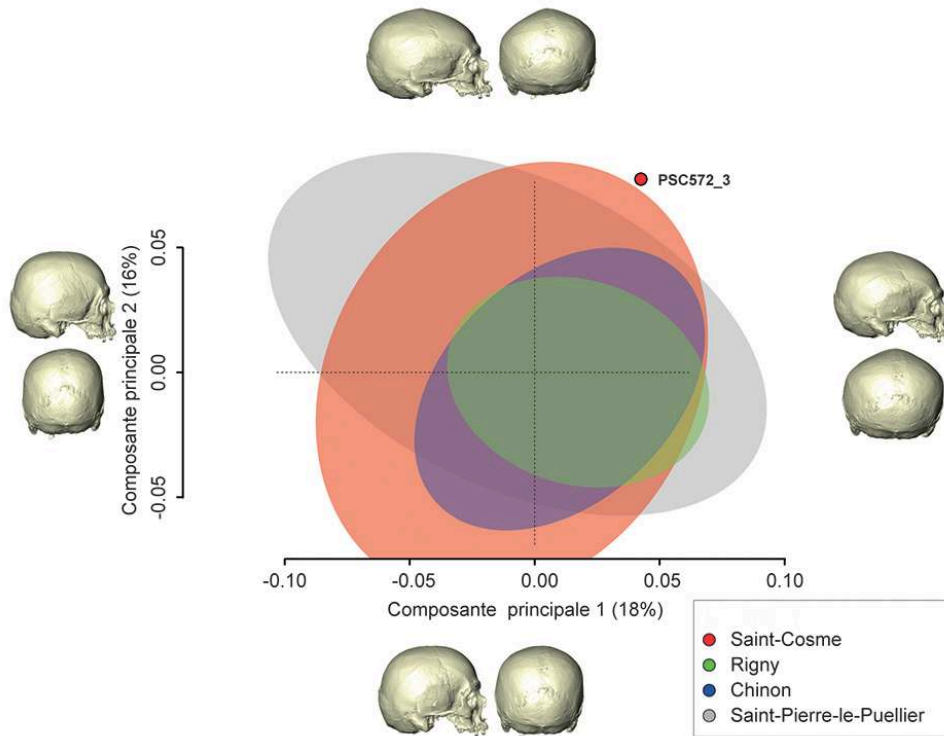 PSC572_3
Composante principale 2 (16%)
0.05
0.00
-0.05
-0.10
-0.05
0.00
0.05
0.10
Composante principale 1 (18%)
Saint-Cosme
Rigny
Chinon
Saint-Pierre-le-Puellier